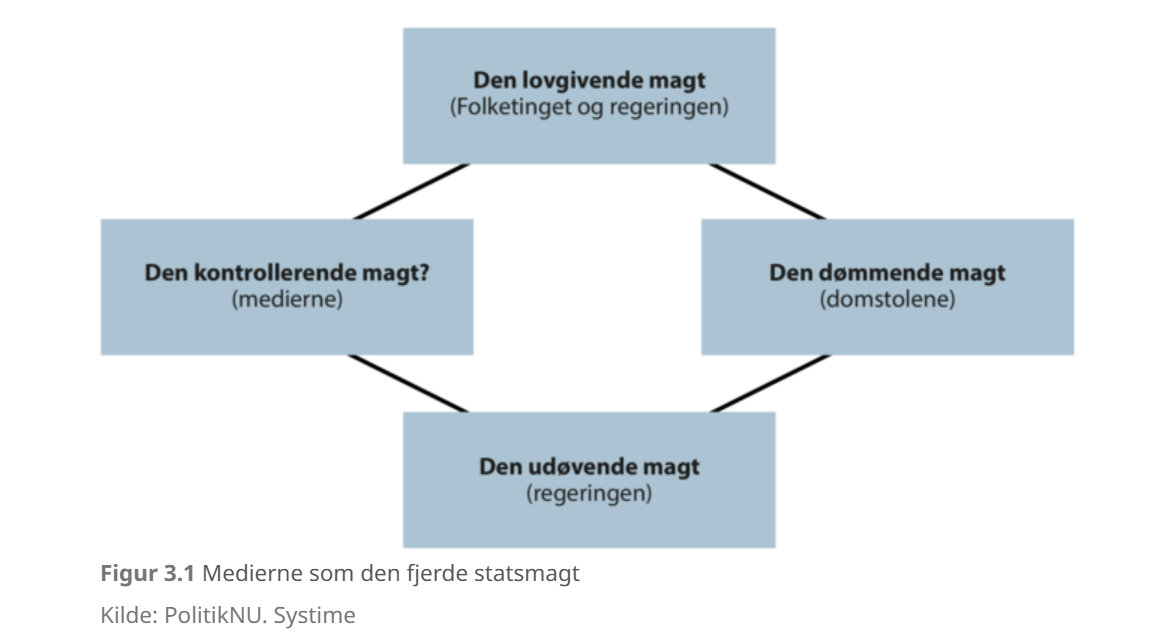 Den lovgivende magt
(Folketinget og regeringen)
Den kontrollerende magt?
(medierne)
Den dømmende magt
(domstolene)
Den udøvende magt
(regeringen)
Figur 3.1 Medierne som den fjerde statsmagt
Kilde: PolitikNU. Systime